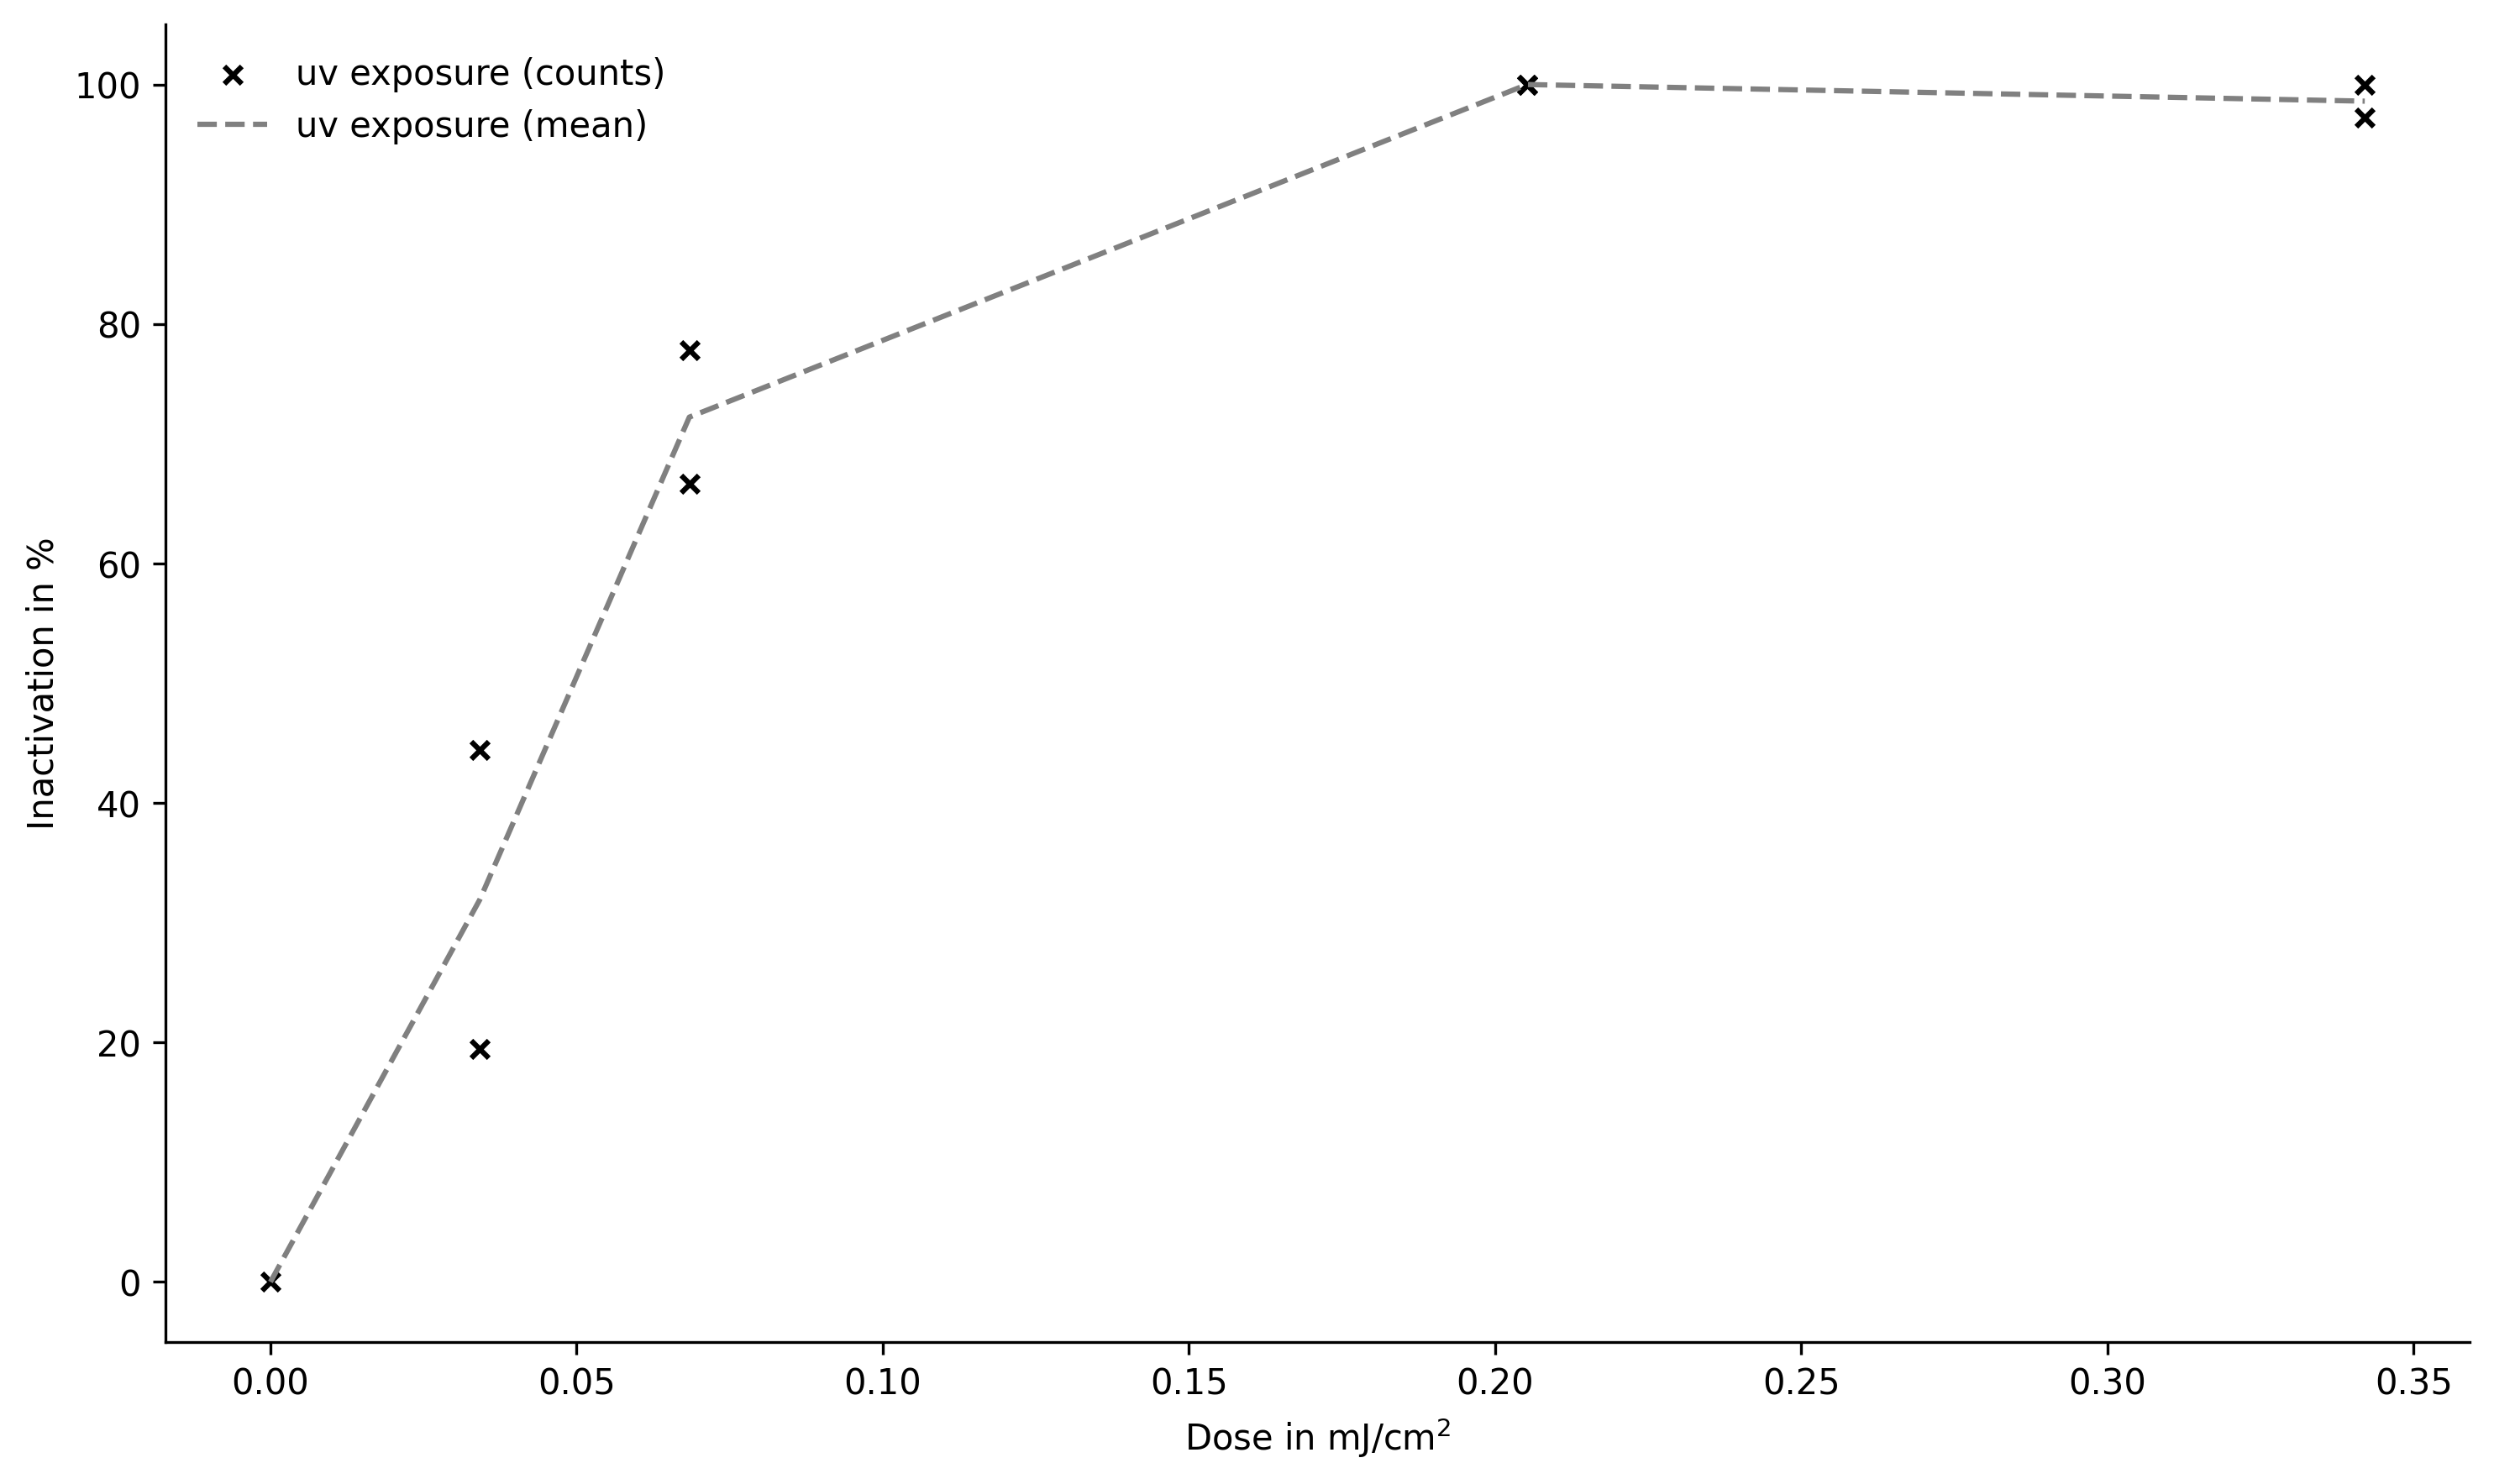 uv exposure (counts)
uv exposure (mean)
100
80
60
40
20
0
Inactivation in %
0.00 0.05 0.10 0.15 0.20 0.25 0.30 0.35
Dose in mJ/cm²